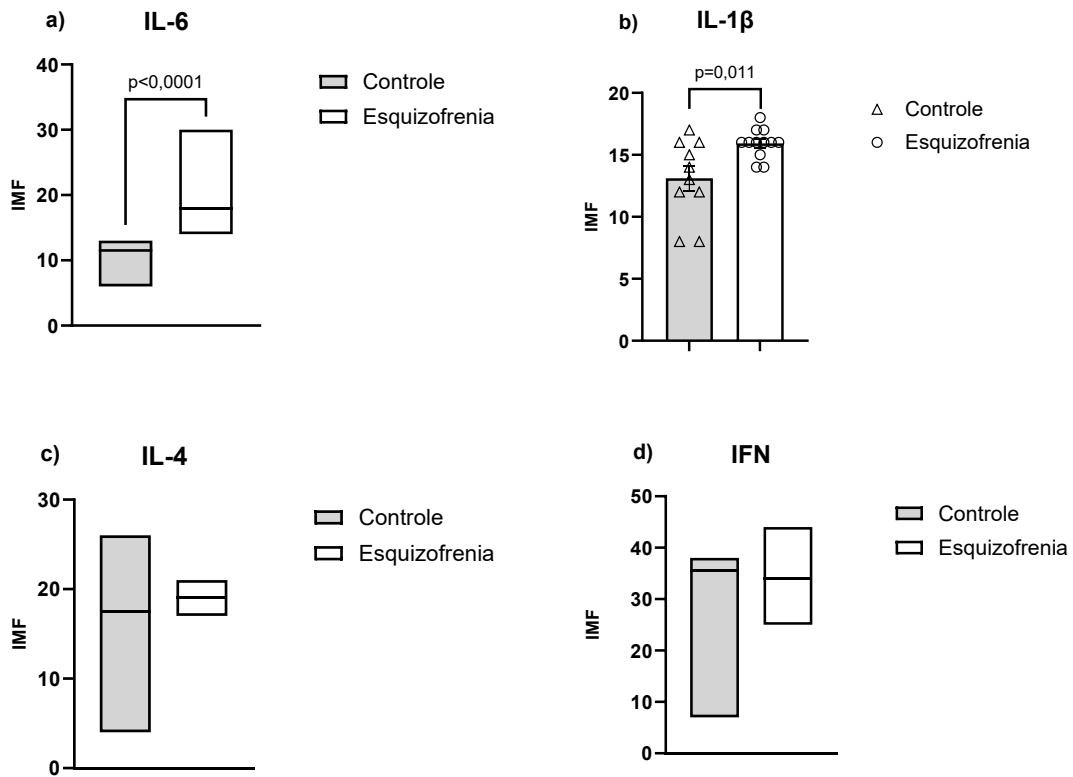 a)
IL-6
p<0,0001
40
30
20
10
0
IMF
Controle
Esquizofrenia
b)
IL-1β
p=0,011
20
15
10
5
0
IMF
Controle
Esquizofrenia
c)
IL-4
30
20
10
0
IMF
Controle
Esquizofrenia
d)
IFN
50
40
30
20
10
0
IMF
Controle
Esquizofrenia